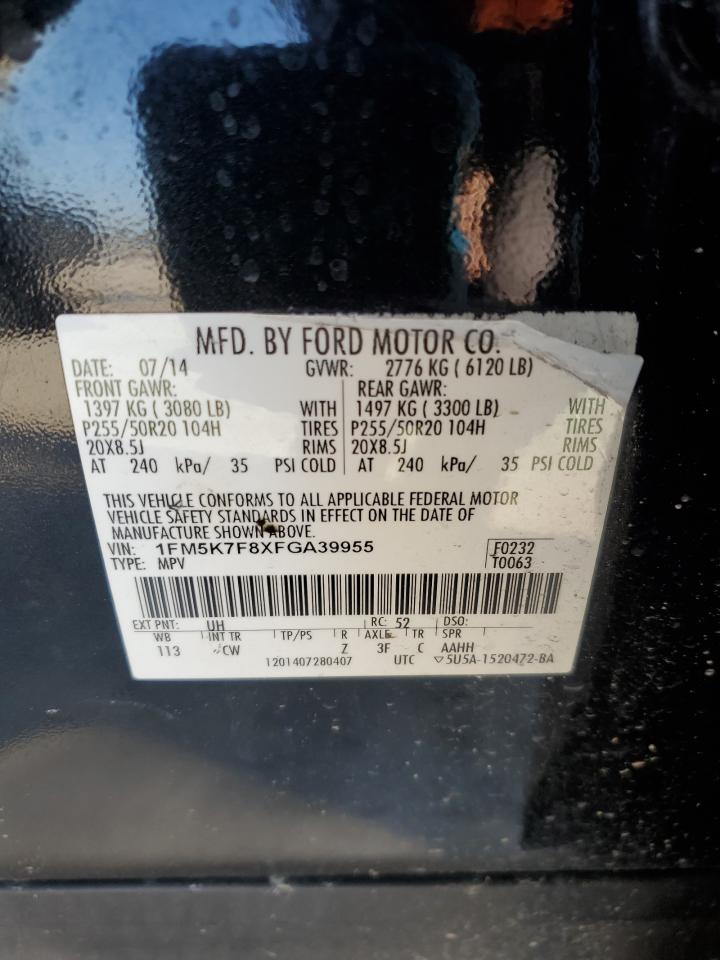 MFD. BY FORD MOTOR CO.
DATE: 07/14 GVWR: 2776 KG ( 6120 LB)
FRONT GAWR: REAR GAWR:
1397 KG ( 3080 LB) WITH 1497 KG ( 3300 LB) WITH
P255/50R20 104H TIRES P255/50R20 104H TIRES
20X8.5J RIMS 20X8.5J RIMS
AT 240 kPa/ 35 PSI COLD AT 240 kPa/ 35 PSI COLD
THIS VEHICLE CONFORMS TO ALL APPLICABLE FEDERAL MOTOR
VEHICLE SAFETY STANDARDS IN EFFECT ON THE DATE OF
MANUFACTURE SHOWN ABOVE.
VIN: 1FM5K7F8XFGA39955 F0232
TYPE: MPV T0063
EXT PNT: UH RC: 52 DSO:
WB INT TR TP/PS R AXLE TR SPR
113 CW Z 3F C AAHH
1201407280407 UTC ▽5U5A-1520472-BA